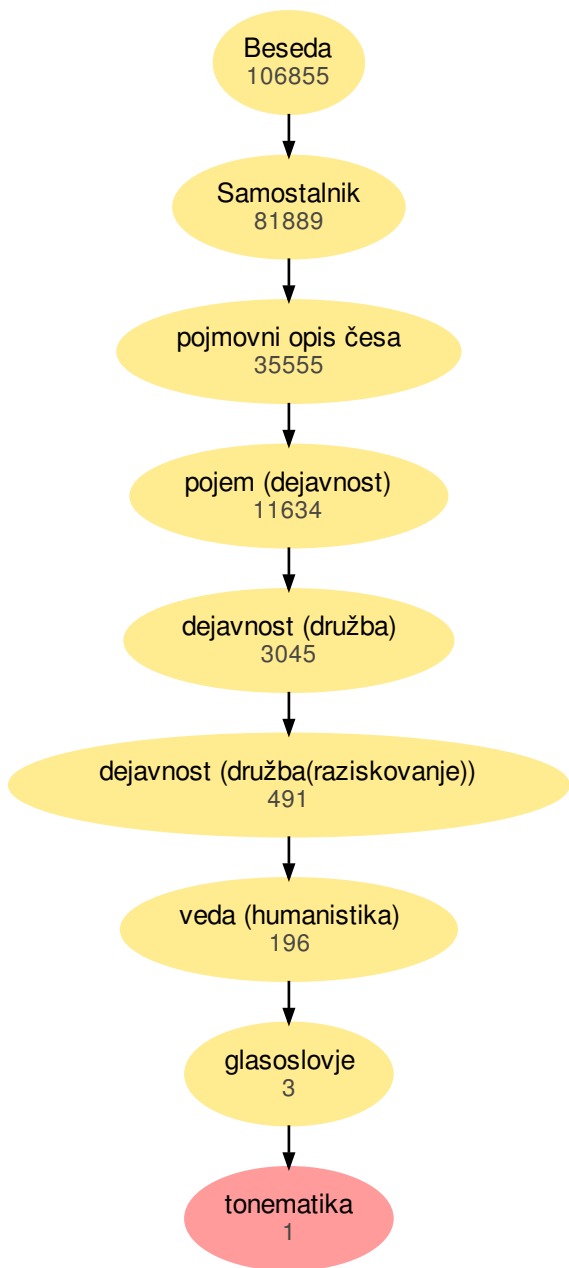 Beseda
106855
Samostalnik
81889
pojmovni opis česa
35555
pojem (dejavnost)
11634
dejavnost (družba)
3045
dejavnost (družba(raziskovanje))
491
veda (humanistika)
196
glasoslovje
3
tonematika
1